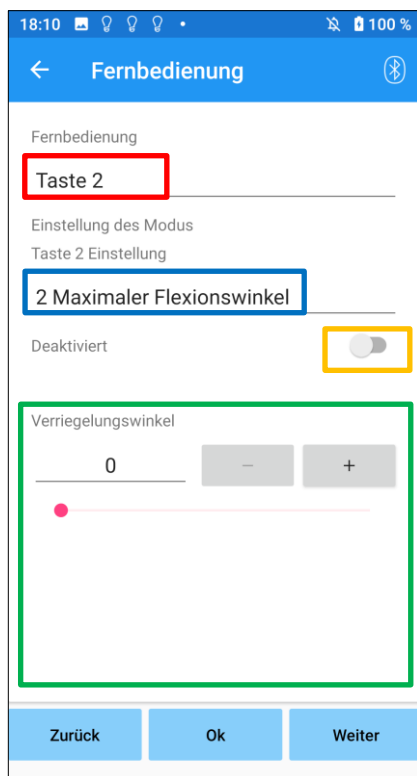 18:10 100 %
Fernbedienung
Fernbedienung
Taste 2
Einstellung des Modus
Taste 2 Einstellung
2 Maximaler Flexionswinkel
Deaktiviert
Verriegelungswinkel
0 − +
Zurück Ok Weiter